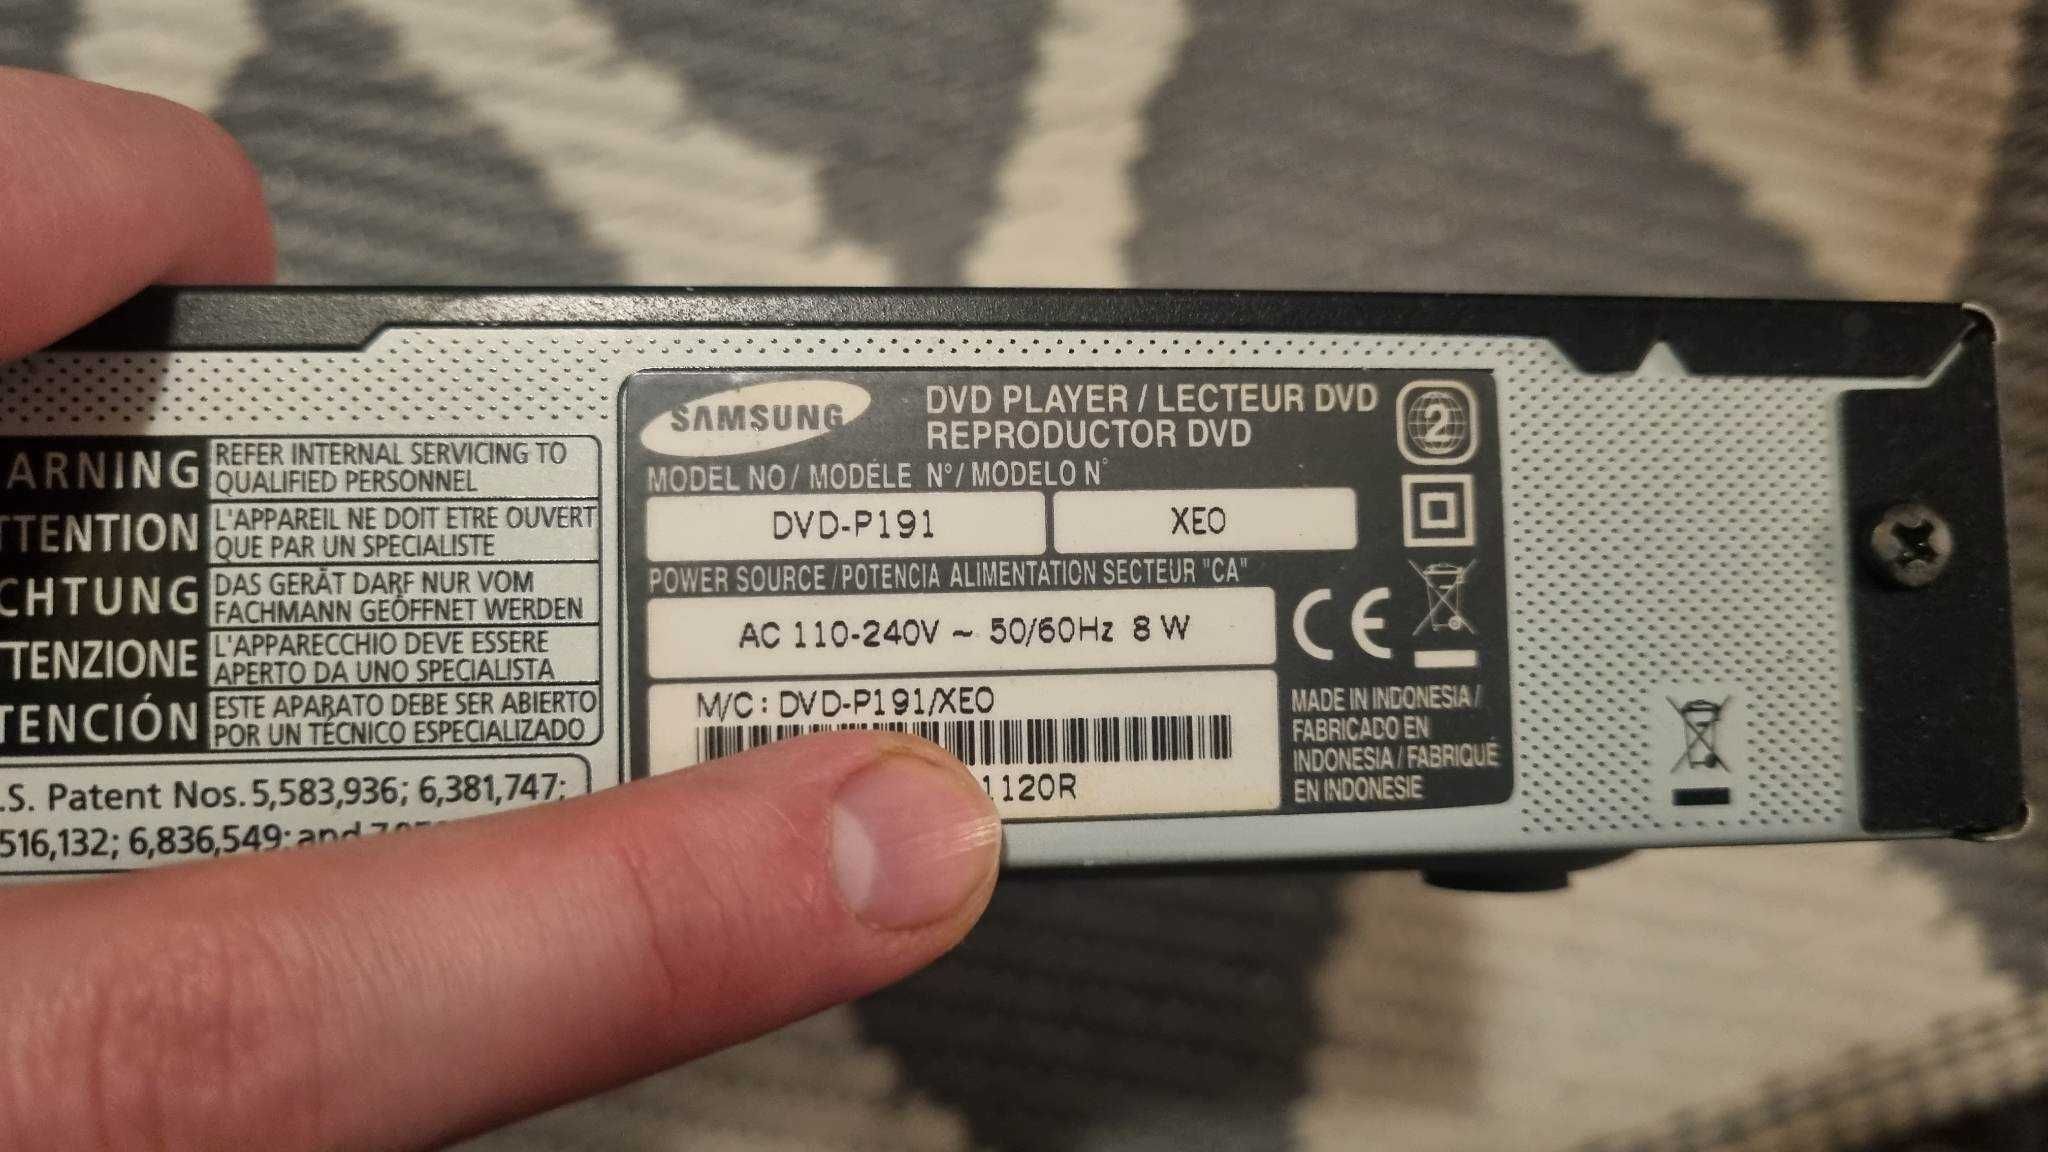 ARNING
REFER INTERNAL SERVICING TO
QUALIFIED PERSONNEL
TTENTION
L'APPAREIL NE DOIT ETRE OUVERT
QUE PAR UN SPECIALISTE
CHTUNG
DAS GERÄT DARF NUR VOM
FACHMANN GEÖFFNET WERDEN
TTENZIONE
L'APPARECCHIO DEVE ESSERE
APERTO DA UNO SPECIALISTA
TENCIÓN
ESTE APARATO DEBE SER ABIERTO
POR UN TÉCNICO ESPECIALIZADO
.S. Patent Nos. 5,583,936; 6,381,747;
516,132; 6,836,549; and
SAMSUNG
DVD PLAYER / LECTEUR DVD
REPRODUCTOR DVD
2
MODEL NO / MODÉLE N° / MODELO N°
DVD-P191
XEO
POWER SOURCE / POTENCIA ALIMENTATION SECTEUR "CA"
AC 110-240V ~ 50/60Hz 8 W
CE
M/C : DVD-P191/XEO
1120R
MADE IN INDONESIA /
FABRICADO EN
INDONESIA / FABRIQUÉ
EN INDONESIE